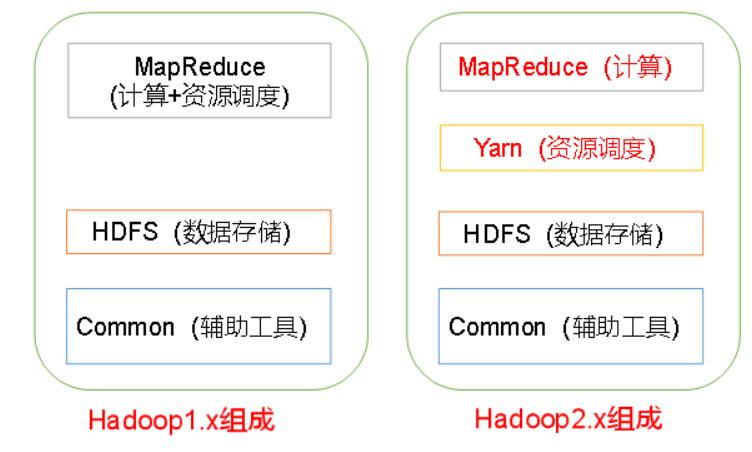 MapReduce
(计算+资源调度)
HDFS (数据存储)
Common (辅助工具)
Hadoop1.x组成
MapReduce (计算)
Yarn (资源调度)
HDFS (数据存储)
Common (辅助工具)
Hadoop2.x组成